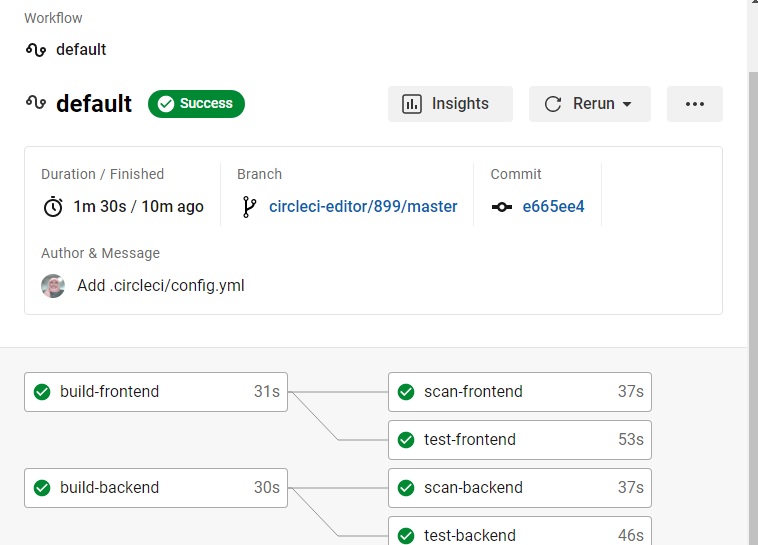 Workflow
default
default Success Insights Rerun
Duration / Finished Branch Commit
1m 30s / 10m ago circleci-editor/899/master e665ee4
Author & Message
Add .circleci/config.yml
build-frontend 31s scan-frontend 37s
test-frontend 53s
build-backend 30s scan-backend 37s
test-backend 46s